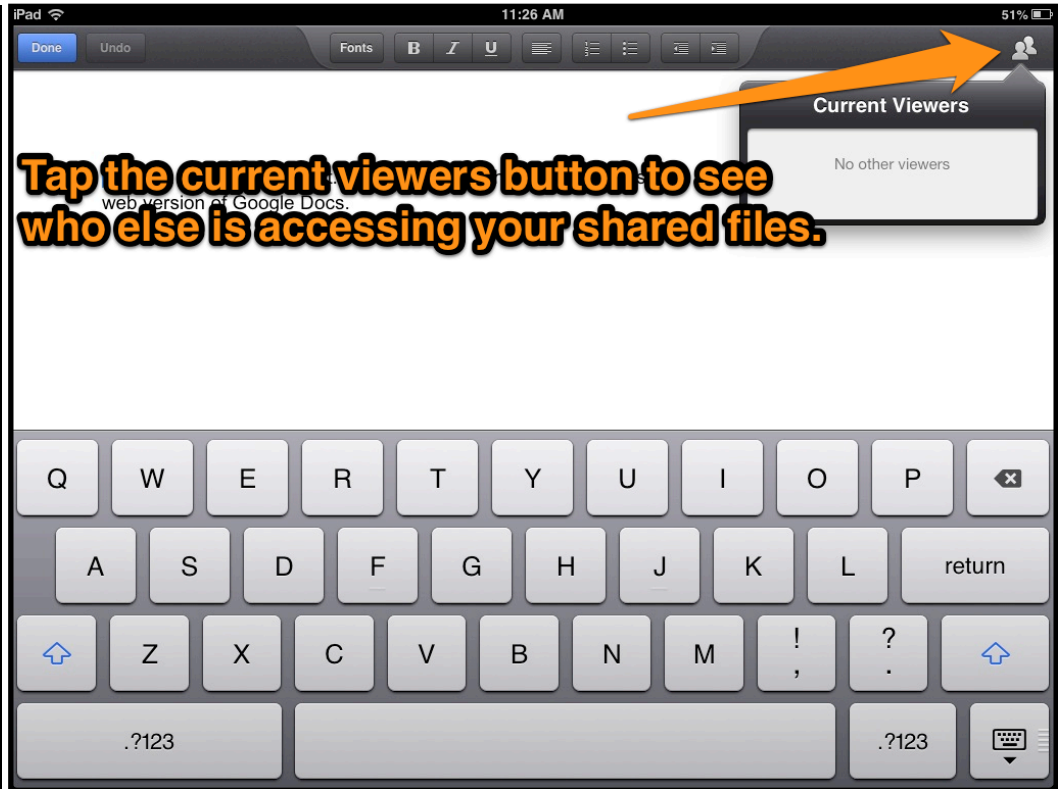 iPad 11:26 AM 51%
Done Undo Fonts B I U
Current Viewers
No other viewers
Tap the current viewers button to see
web version of Google Docs.
who else is accessing your shared files.
Q W E R T Y U I O P
A S D F G H J K L return
Z X C V B N M ! , ? .
.?123 .?123